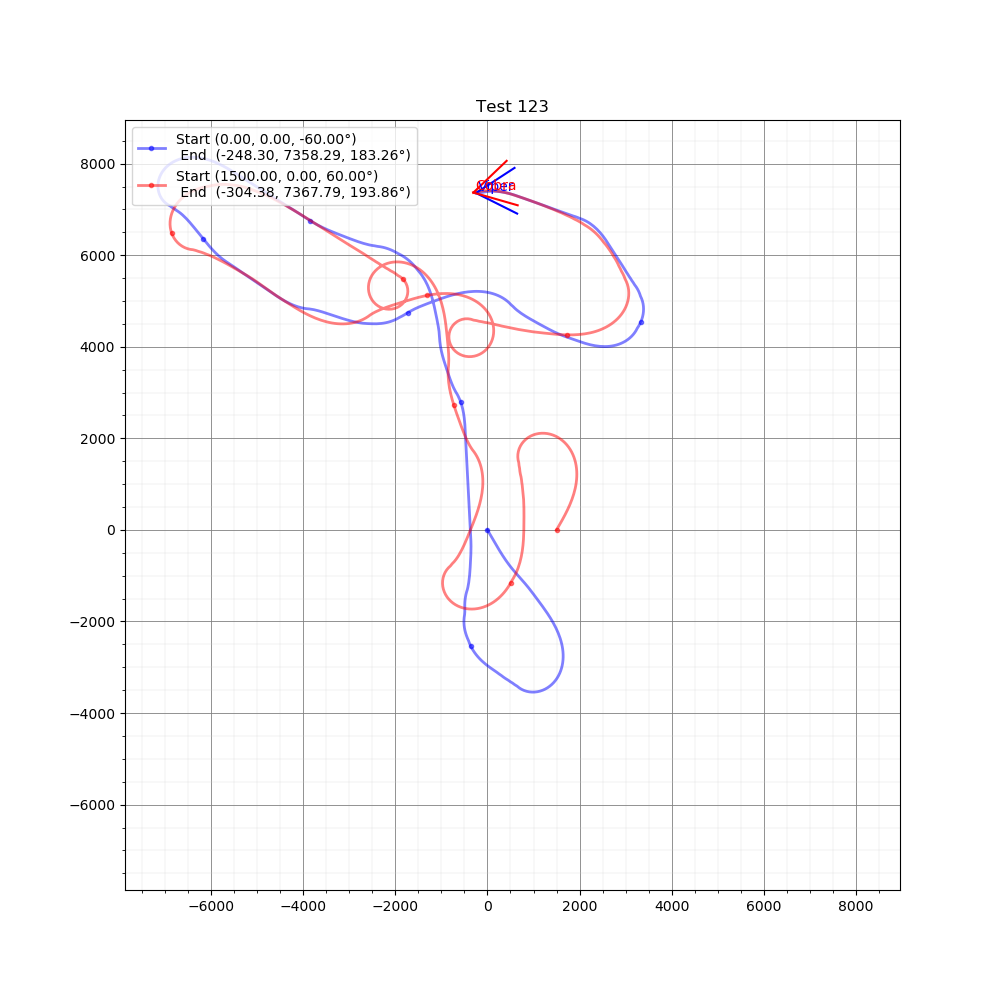 Test 123
Start (0.00, 0.00, -60.00°)
End (-248.30, 7358.29, 183.26°)
Start (1500.00, 0.00, 60.00°)
End (-304.38, 7367.79, 193.86°)
8000
6000
4000
2000
0
−2000
−4000
−6000
−6000 −4000 −2000 0 2000 4000 6000 8000